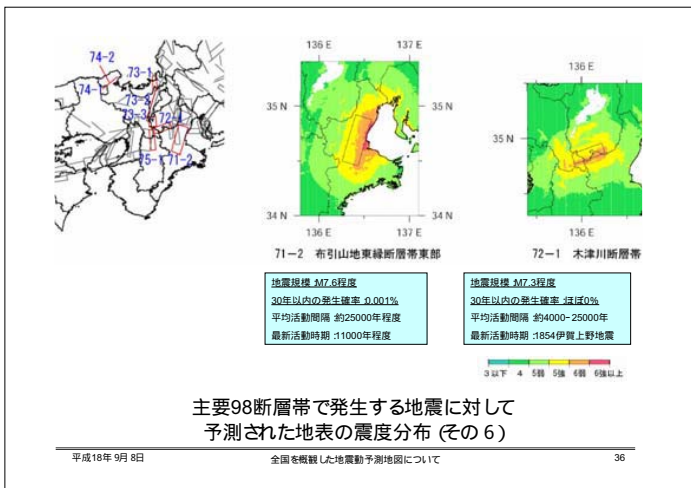 74-2
74-1
73-1
73-3
72-1
75-1
71-2
136 E
137 E
35 N
35 N
34 N
34 N
136 E
137 E
71－2 布引山地東縁断層帯東部
136 E
35 N
136 E
72－1 木津川断層帯
地震規模:M7.6程度
30年以内の発生確率:0.001%
平均活動間隔:約25000年程度
最新活動時期:11000年程度
地震規模:M7.3程度
30年以内の発生確率:ほぼ0%
平均活動間隔:約4000-25000年
最新活動時期:1854伊賀上野地震
3以下 4 5弱 5強 6弱 6強以上
主要98断層帯で発生する地震に対して
予測された地表の震度分布 (その6)
平成18年 9月 8日
全国を概観した地震動予測地図について
36